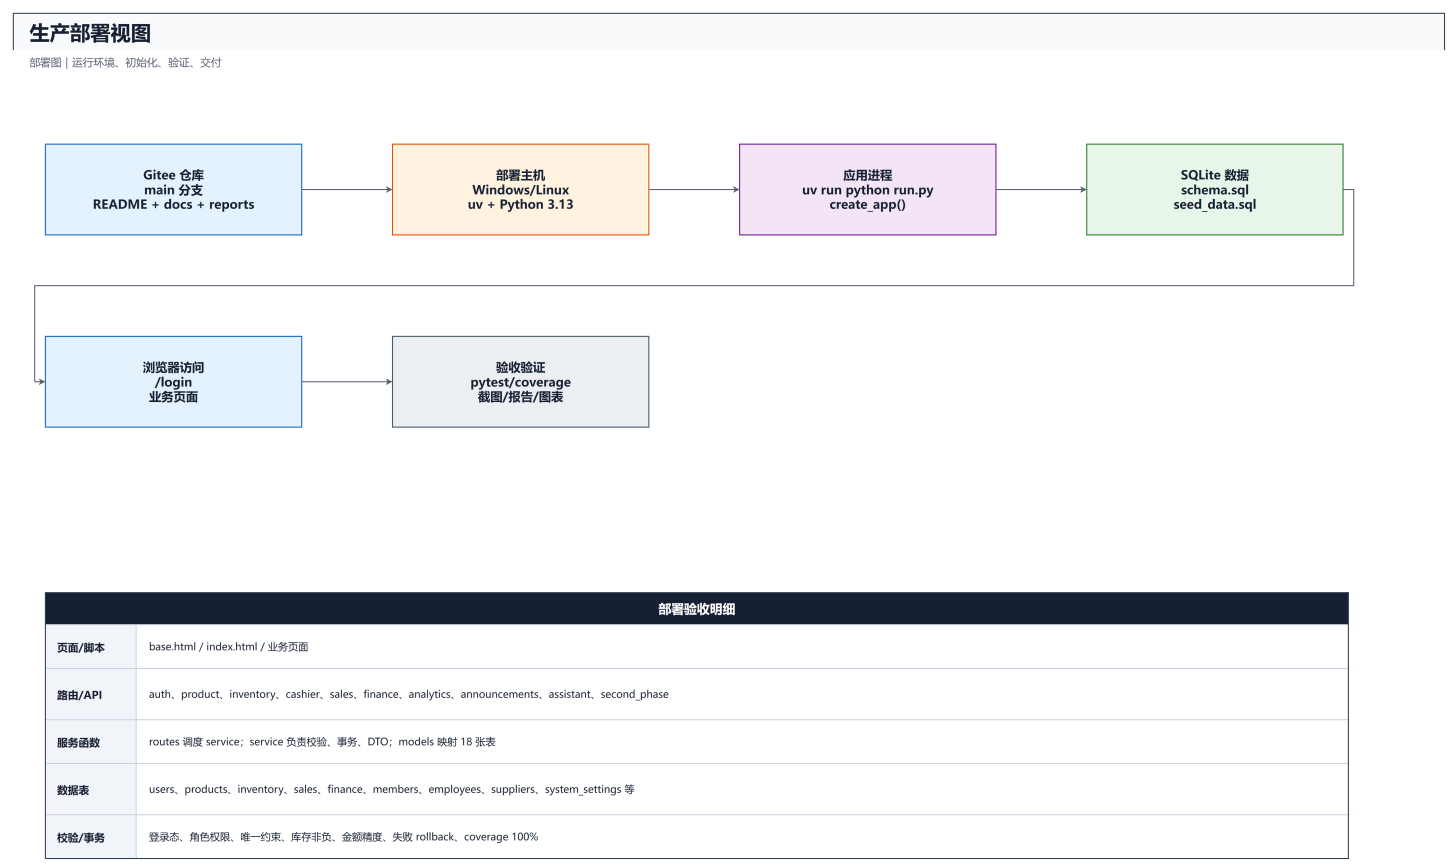 生产部署视图
部署图 | 运行环境、初始化、验证、交付
Gitee 仓库
main 分支
README + docs + reports
部署主机
Windows/Linux
uv + Python 3.13
应用进程
uv run python run.py
create_app()
SQLite 数据
schema.sql
seed_data.sql
浏览器访问
/login
业务页面
验收验证
pytest/coverage
截图/报告/图表
部署验收明细
页面/脚本
base.html / index.html / 业务页面
路由/API
auth、product、inventory、cashier、sales、finance、analytics、announcements、assistant、second_phase
服务函数
routes 调度 service；service 负责校验、事务、DTO；models 映射 18 张表
数据表
users、products、inventory、sales、finance、members、employees、suppliers、system_settings 等
校验/事务
登录态、角色权限、唯一约束、库存非负、金额精度、失败 rollback、coverage 100%